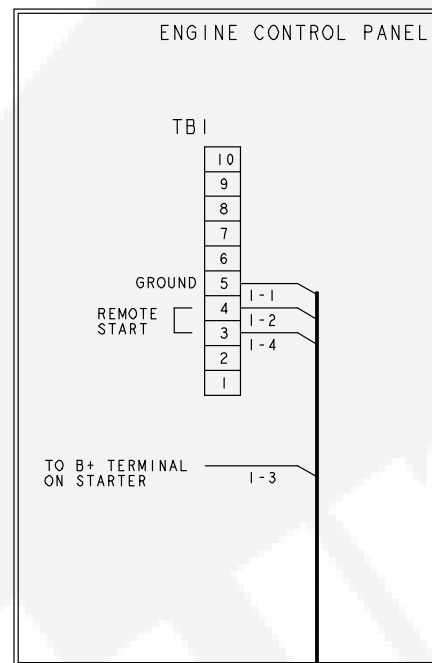 ENGINE CONTROL PANEL
TB1
10
9
8
7
6
GROUND 5
1-1
REMOTE 4
1-2
START 3
1-4
2
1
TO B+ TERMINAL
ON STARTER
1-3